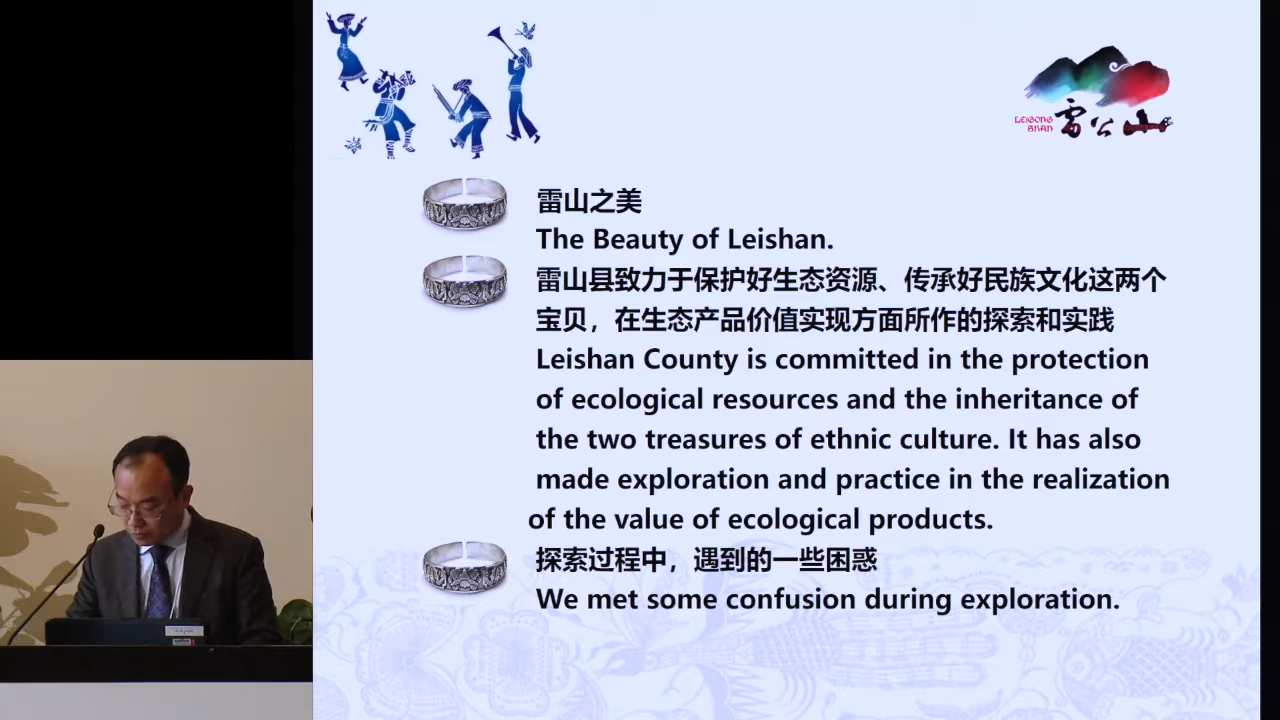 LEIGONG
SHAN
雷公山
雷山之美
The Beauty of Leishan.
雷山县致力于保护好生态资源、传承好民族文化这两个
宝贝，在生态产品价值实现方面所作的探索和实践
Leishan County is committed in the protection
of ecological resources and the inheritance of
the two treasures of ethnic culture. It has also
made exploration and practice in the realization
of the value of ecological products.
探索过程中，遇到的一些困惑
We met some confusion during exploration.